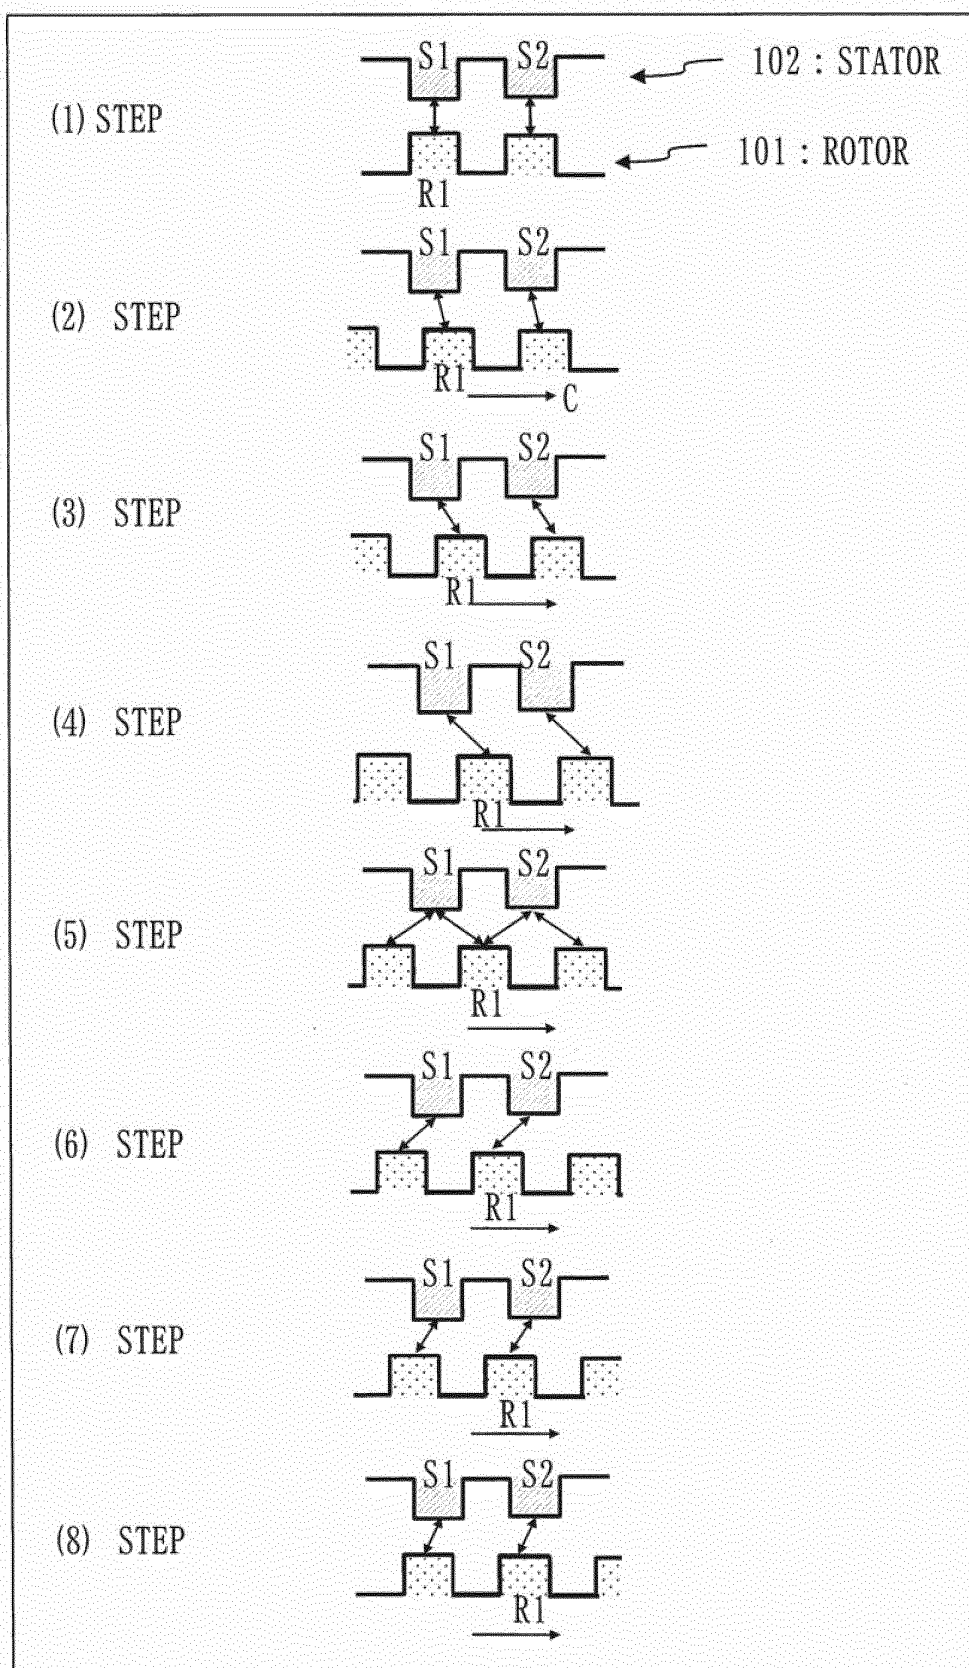 S1 S2
102 : STATOR
(1) STEP
101 : ROTOR
R1
S1 S2
(2) STEP
R1
C
S1 S2
(3) STEP
R1
S1 S2
(4) STEP
R1
S1 S2
(5) STEP
R1
S1 S2
(6) STEP
R1
S1 S2
(7) STEP
R1
S1 S2
(8) STEP
R1